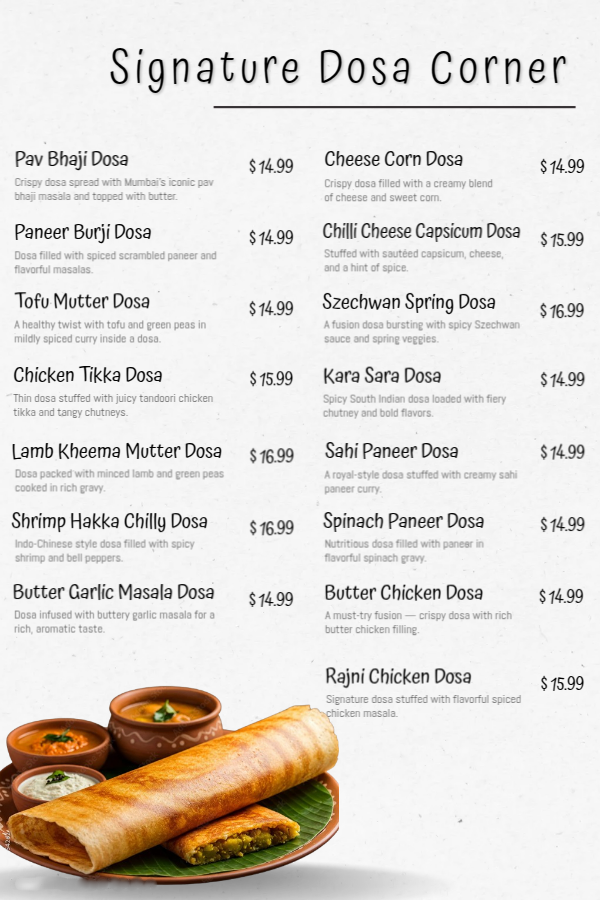 Signature Dosa Corner
Pav Bhaji Dosa $14.99
Crispy dosa spread with Mumbai's iconic pav
bhaji masala and topped with butter.
Paneer Burji Dosa $14.99
Dosa filled with spiced scrambled paneer and
flavorful masalas.
Tofu Mutter Dosa $14.99
A healthy twist with tofu and green peas in
mildly spiced curry inside a dosa.
Chicken Tikka Dosa $15.99
Thin dosa stuffed with juicy tandoori chicken
tikka and tangy chutneys.
Lamb Kheema Mutter Dosa $16.99
Dosa packed with minced lamb and green peas
cooked in rich gravy.
Shrimp Hakka Chilly Dosa $16.99
Indo-Chinese style dosa filled with spicy
shrimp and bell peppers.
Butter Garlic Masala Dosa $14.99
Dosa infused with buttery garlic masala for a
rich, aromatic taste.
Cheese Corn Dosa $14.99
Crispy dosa filled with a creamy blend
of cheese and sweet corn.
Chilli Cheese Capsicum Dosa $15.99
Stuffed with sautéed capsicum, cheese,
and a hint of spice.
Szechwan Spring Dosa $16.99
A fusion dosa bursting with spicy Szechwan
sauce and spring veggies.
Kara Sara Dosa $14.99
Spicy South Indian dosa loaded with fiery
chutney and bold flavors.
Sahi Paneer Dosa $14.99
A royal-style dosa stuffed with creamy sahi
paneer curry.
Spinach Paneer Dosa $14.99
Nutritious dosa filled with paneer in
flavorful spinach gravy.
Butter Chicken Dosa $14.99
A must-try fusion — crispy dosa with rich
butter chicken filling.
Rajni Chicken Dosa $15.99
Signature dosa stuffed with flavorful spiced
chicken masala.